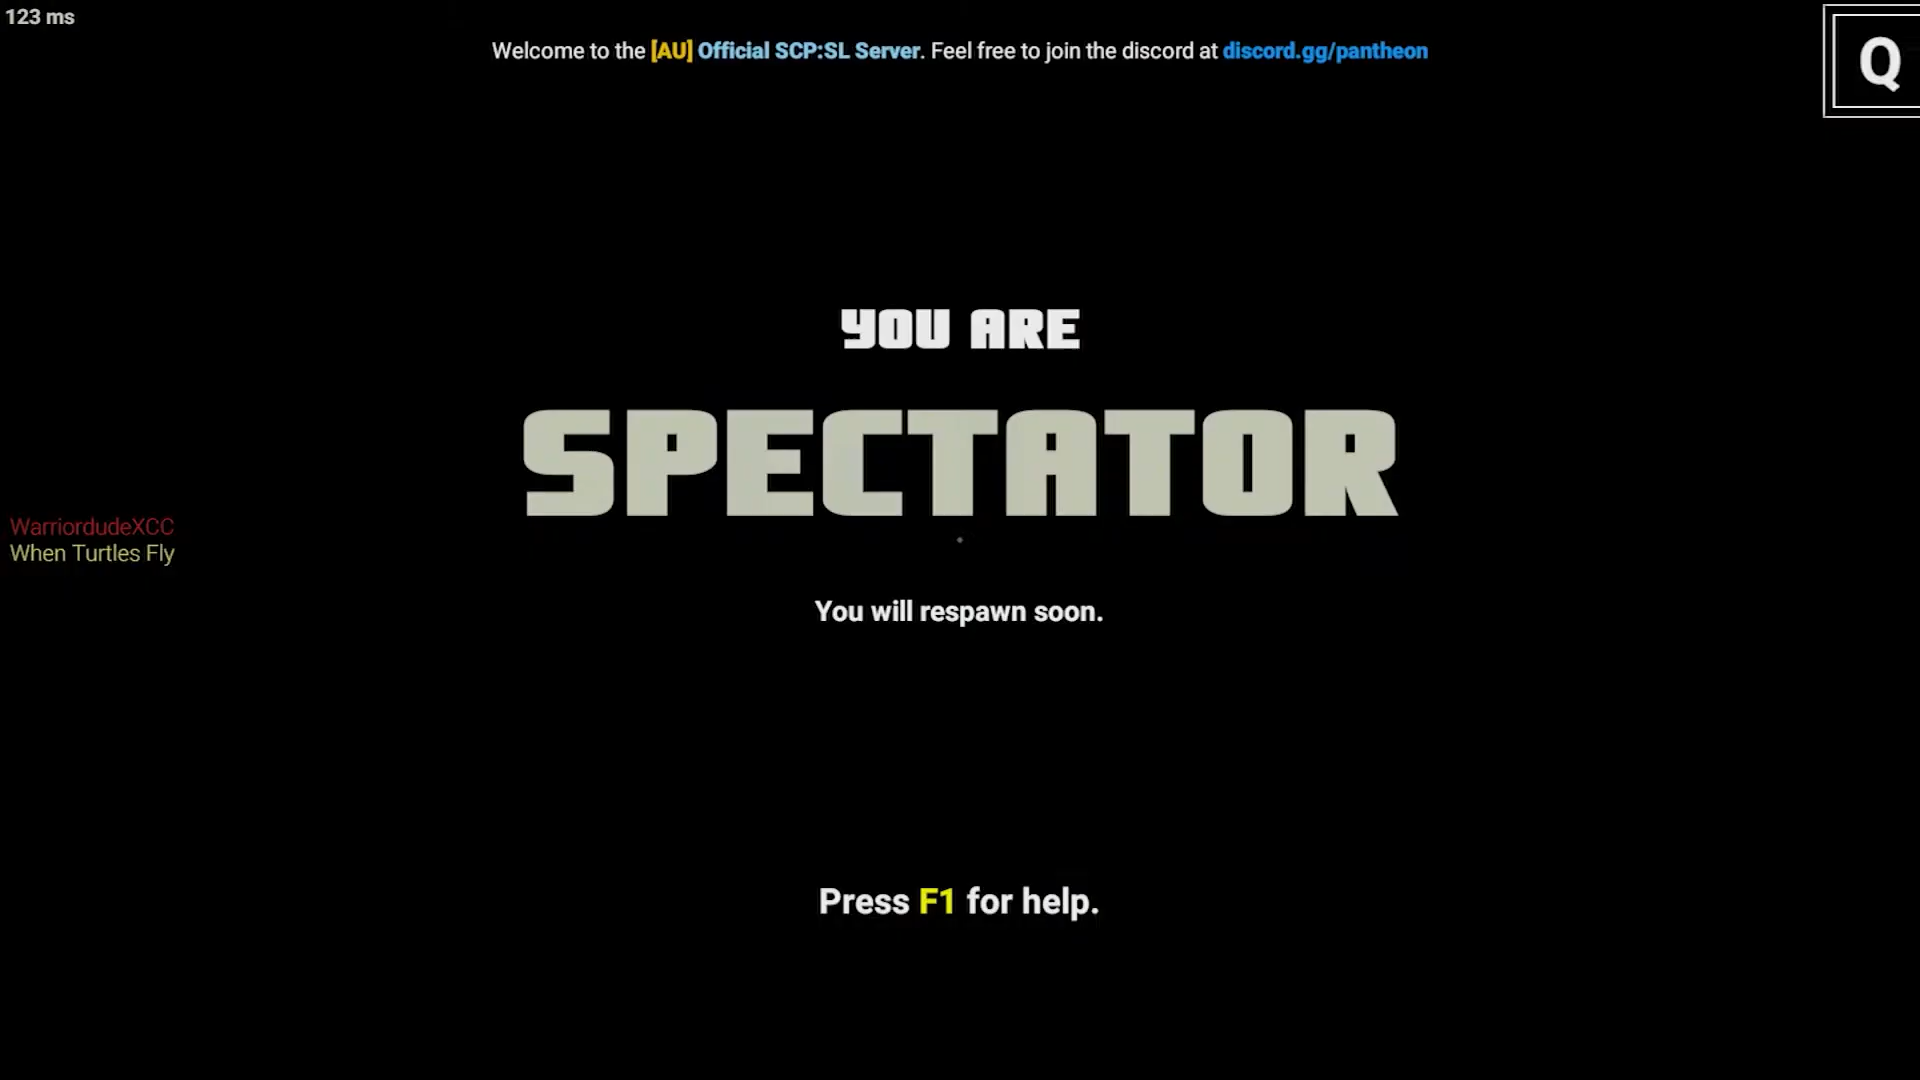 123 ms
Welcome to the [AU] Official SCP:SL Server. Feel free to join the discord at discord.gg/pantheon
Q
YOU ARE
SPECTATOR
WarriordudeXCC
When Turtles Fly
You will respawn soon.
Press F1 for help.